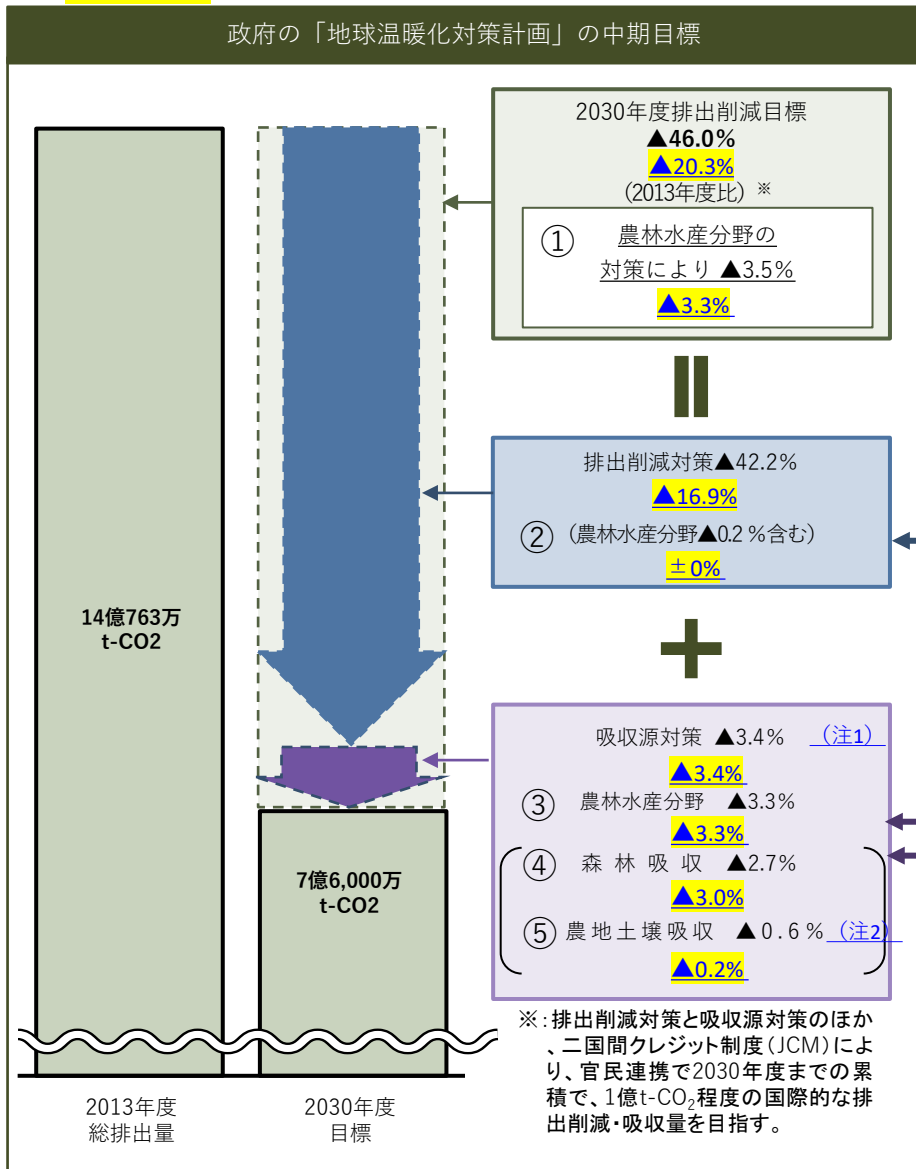 政府の「地球温暖化対策計画」の中期目標
2030年度排出削減目標
▲46.0%
▲20.3%
(2013年度比) ※
① 農林水産分野の
対策により ▲3.5%
▲3.3%
排出削減対策▲42.2%
▲16.9%
② (農林水産分野▲0.2 %含む)
±0%
14億763万
t-CO2
吸収源対策 ▲3.4% (注1)
▲3.4%
③ 農林水産分野 ▲3.3%
▲3.3%
④ 森林吸収 ▲2.7%
▲3.0%
⑤ 農地土壌吸収 ▲0.6% (注2)
▲0.2%
7億6,000万
t-CO2
※:排出削減対策と吸収源対策のほか
、二国間クレジット制度(JCM)によ
り、官民連携で2030年度までの累
積で、1億t-CO₂程度の国際的な排
出削減・吸収量を目指す。
2013年度
総排出量
2030年度
目標